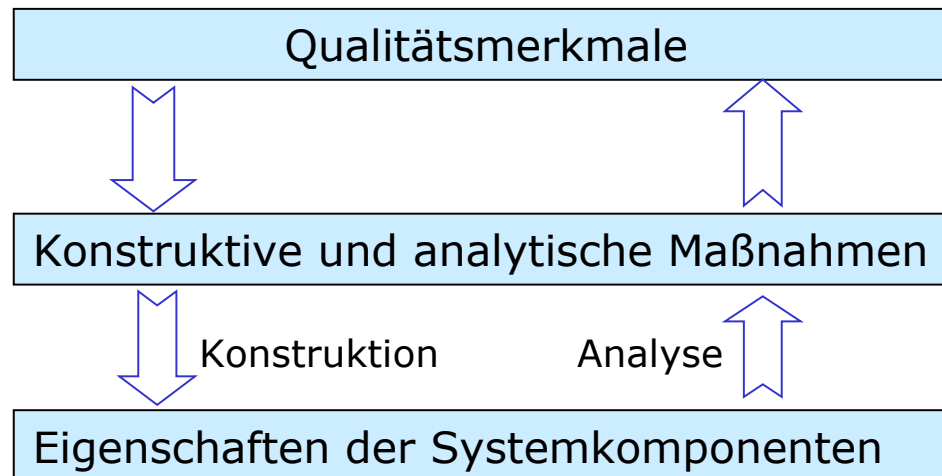 Qualitätsmerkmale
Konstruktive und analytische Maßnahmen
Konstruktion
Analyse
Eigenschaften der Systemkomponenten